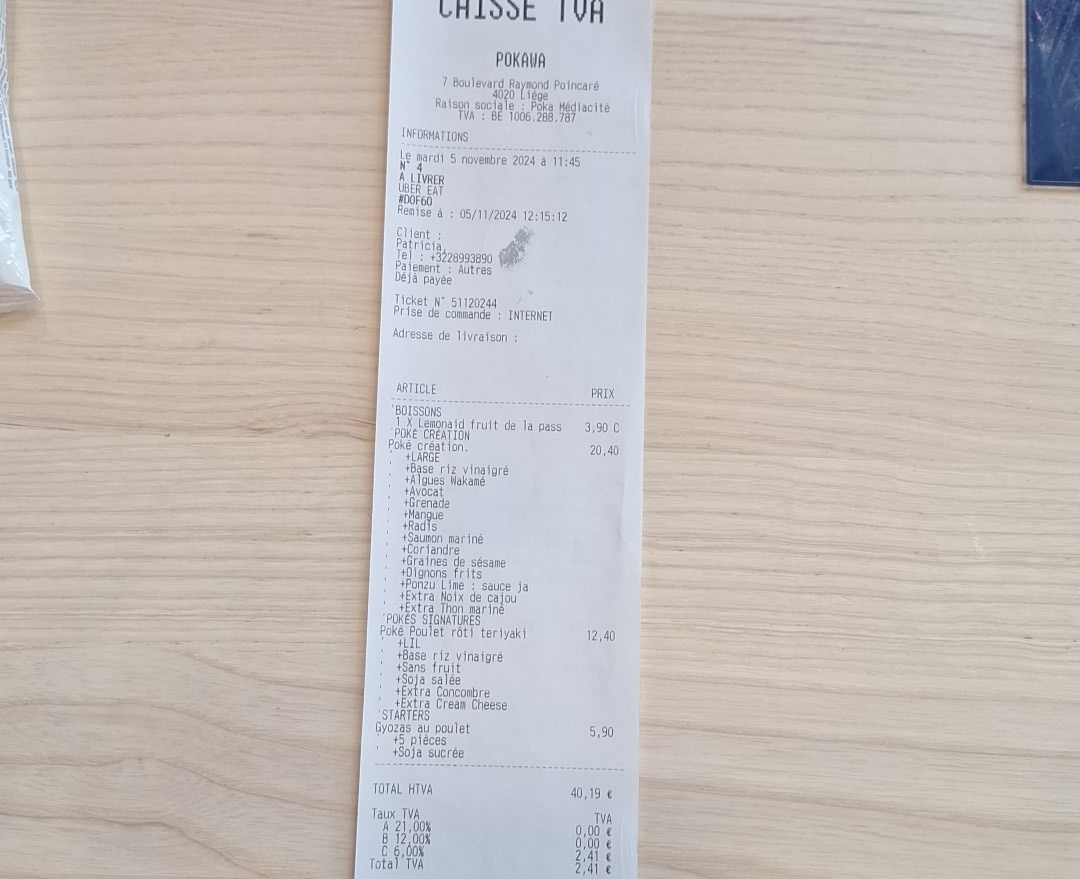 CAISSE TVA
POKAWA
7 Boulevard Raymond Poincaré
4020 Liège
Raison sociale : Poka Médiacité
TVA : BE 1006.288.787
INFORMATIONS
Le mardi 5 novembre 2024 à 11:45
N° 4
A LIVRER
UBER EAT
#D0F60
Remise à : 05/11/2024 12:15:12
Client :
Patricia,
Tel : +3228993890
Paiement : Autres
Déjà payée
Ticket N° 51120244
Prise de commande : INTERNET
Adresse de livraison :
ARTICLE PRIX
'BOISSONS
1 X Lemonaid fruit de la pass 3,90 C
'POKÉ CRÉATION
Poké création. 20,40
+LARGE
+Base riz vinaigré
+Algues Wakamé
+Avocat
+Grenade
+Mangue
+Radis
+Saumon mariné
+Coriandre
+Graines de sésame
+Oignons frits
+Ponzu Lime : sauce ja
+Extra Noix de cajou
+Extra Thon mariné
'POKÉS SIGNATURES
Poké Poulet rôti teriyaki 12,40
+LIL
+Base riz vinaigré
+Sans fruit
+Soja salée
+Extra Concombre
+Extra Cream Cheese
'STARTERS
Gyozas au poulet 5,90
+5 pièces
+Soja sucrée
TOTAL HTVA 40,19 €
Taux TVA TVA
A 21,00% 0,00 €
B 12,00% 0,00 €
C 6,00% 2,41 €
Total TVA 2,41 €